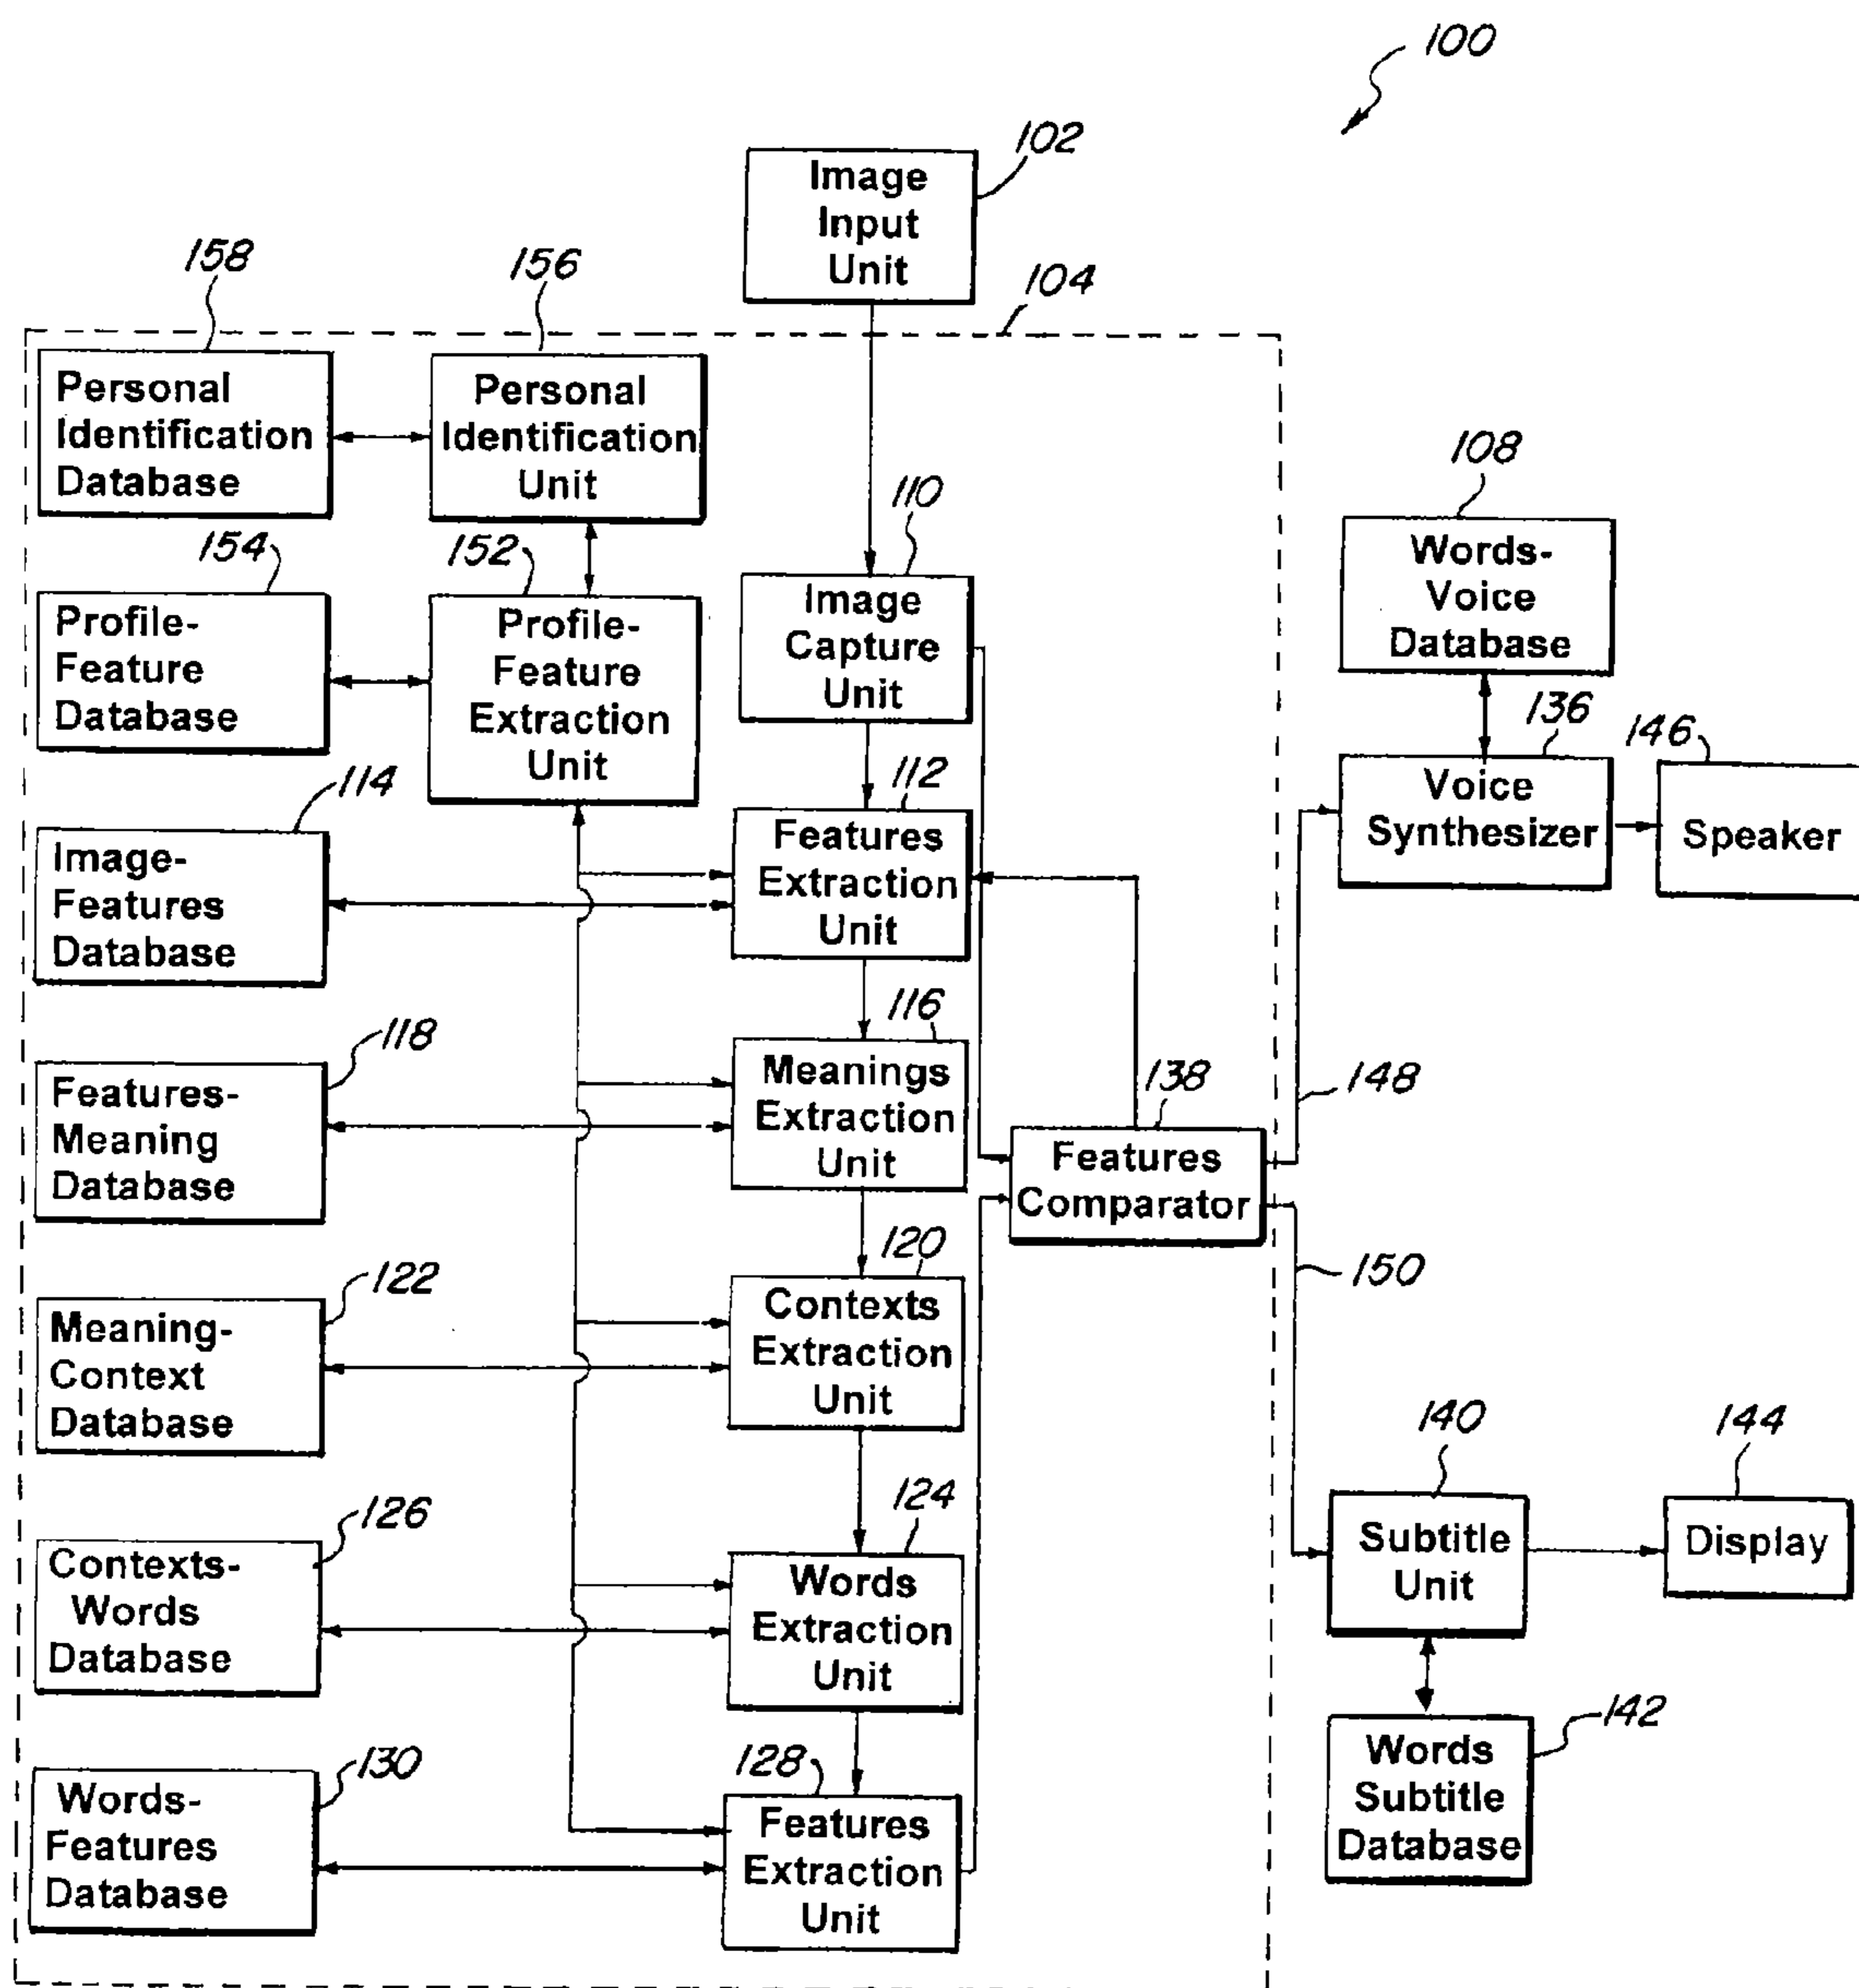 100
102
Image
Input
Unit
104
158
Personal
Identification
Database
156
Personal
Identification
Unit
154
Profile-
Feature
Database
152
Profile-
Feature
Extraction
Unit
110
Image
Capture
Unit
108
Words-
Voice
Database
136
Voice
Synthesizer
146
Speaker
114
Image-
Features
Database
112
Features
Extraction
Unit
118
Features-
Meaning
Database
116
Meanings
Extraction
Unit
138
Features
Comparator
148
150
122
Meaning-
Context
Database
120
Contexts
Extraction
Unit
126
Contexts-
Words
Database
124
Words
Extraction
Unit
140
Subtitle
Unit
144
Display
142
Words
Subtitle
Database
130
Words-
Features
Database
128
Features
Extraction
Unit